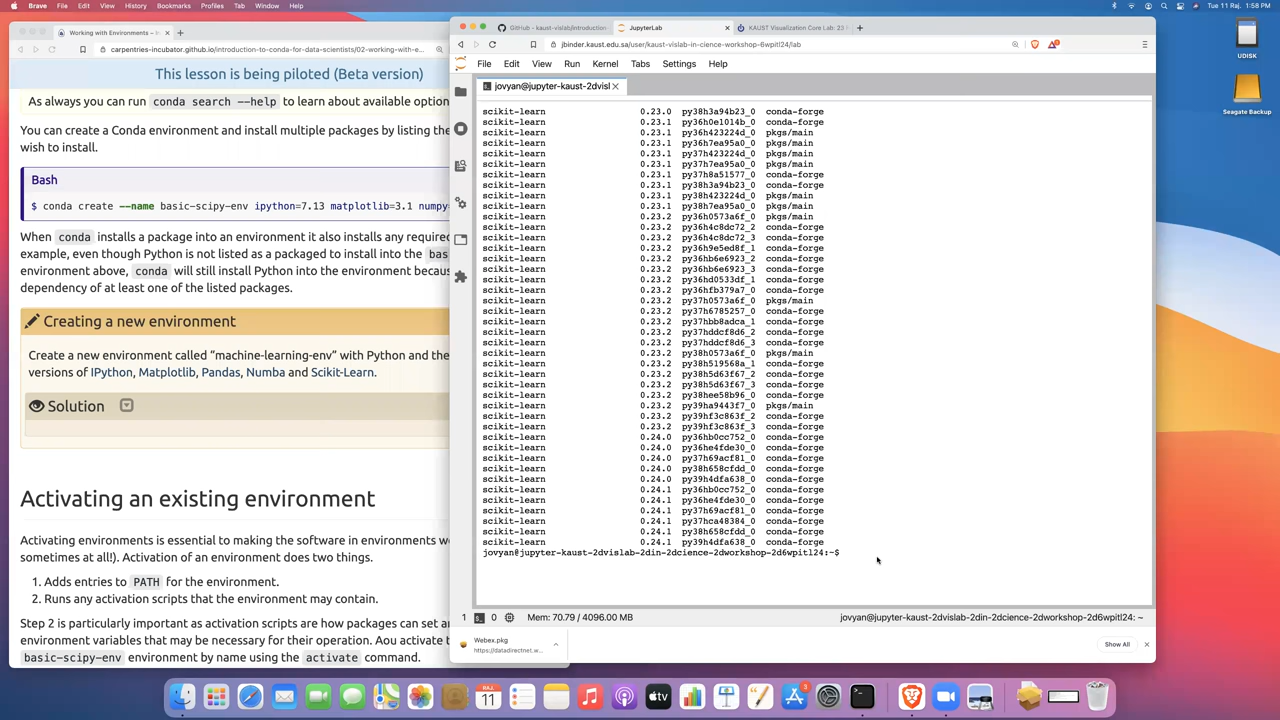 Brave File Edit View History Bookmarks Profiles Tab Window Help
Tue 11 Raj. 1:58 PM
Working with Environments –
carpentries-incubator.github.io/introduction-to-conda-for-data-scientists/02-working-with-e...
This lesson is being piloted (Beta version)
As always you can run conda search --help to learn about available option
You can create a Conda environment and install multiple packages by listing the
wish to install.
Bash
$ conda create --name basic-scipy-env ipython=7.13 matplotlib=3.1 numpy=
When conda installs a package into an environment it also installs any required
example, even though Python is not listed as a packaged to install into the bas
environment above, conda will still install Python into the environment becaus
dependency of at least one of the listed packages.
Creating a new environment
Create a new environment called “machine-learning-env” with Python and the
versions of IPython, Matplotlib, Pandas, Numba and Scikit-Learn.
Solution
Activating an existing environment
Activating environments is essential to making the software in environments w
sometimes at all!). Activation of an environment does two things.
1. Adds entries to PATH for the environment.
2. Runs any activation scripts that the environment may contain.
Step 2 is particularly important as activation scripts are how packages can set ar
environment variables that may be necessary for their operation. Aou activate t
basic-scipy-env environment by name using the activate command.
GitHub - kaust-vislab/introduction
JupyterLab
KAUST Visualization Core Lab: 23
jbinder.kaust.edu.sa/user/kaust-vislab-in-cience-workshop-6wpitl24/lab
File Edit View Run Kernel Tabs Settings Help
jovyan@jupyter-kaust-2dvisl
scikit-learn 0.23.0 py38h3a94b23_0 conda-forge
scikit-learn 0.23.1 py36h0e1014b_0 conda-forge
scikit-learn 0.23.1 py36h423224d_0 pkgs/main
scikit-learn 0.23.1 py36h7ea95a0_0 pkgs/main
scikit-learn 0.23.1 py37h423224d_0 pkgs/main
scikit-learn 0.23.1 py37h7ea95a0_0 pkgs/main
scikit-learn 0.23.1 py37h8a51577_0 conda-forge
scikit-learn 0.23.1 py38h3a94b23_0 conda-forge
scikit-learn 0.23.1 py38h423224d_0 pkgs/main
scikit-learn 0.23.1 py38h7ea95a0_0 pkgs/main
scikit-learn 0.23.2 py36h0573a6f_0 pkgs/main
scikit-learn 0.23.2 py36h4c8dc72_2 conda-forge
scikit-learn 0.23.2 py36h4c8dc72_3 conda-forge
scikit-learn 0.23.2 py36h9e5ed8f_1 conda-forge
scikit-learn 0.23.2 py36hb6e6923_2 conda-forge
scikit-learn 0.23.2 py36hb6e6923_3 conda-forge
scikit-learn 0.23.2 py36hd0533df_1 conda-forge
scikit-learn 0.23.2 py36hfb379a7_0 conda-forge
scikit-learn 0.23.2 py37h0573a6f_0 pkgs/main
scikit-learn 0.23.2 py37h6785257_0 conda-forge
scikit-learn 0.23.2 py37hbb8adca_1 conda-forge
scikit-learn 0.23.2 py37hddcf8d6_2 conda-forge
scikit-learn 0.23.2 py37hddcf8d6_3 conda-forge
scikit-learn 0.23.2 py38h0573a6f_0 pkgs/main
scikit-learn 0.23.2 py38h519568a_1 conda-forge
scikit-learn 0.23.2 py38h5d63f67_2 conda-forge
scikit-learn 0.23.2 py38h5d63f67_3 conda-forge
scikit-learn 0.23.2 py38hee58b96_0 conda-forge
scikit-learn 0.23.2 py39ha9443f7_0 pkgs/main
scikit-learn 0.23.2 py39hf3c863f_2 conda-forge
scikit-learn 0.23.2 py39hf3c863f_3 conda-forge
scikit-learn 0.24.0 py36hb0cc752_0 conda-forge
scikit-learn 0.24.0 py36he4fde30_0 conda-forge
scikit-learn 0.24.0 py37h69acf81_0 conda-forge
scikit-learn 0.24.0 py38h658cfdd_0 conda-forge
scikit-learn 0.24.0 py39h4dfa638_0 conda-forge
scikit-learn 0.24.1 py36hb0cc752_0 conda-forge
scikit-learn 0.24.1 py36he4fde30_0 conda-forge
scikit-learn 0.24.1 py37h69acf81_0 conda-forge
scikit-learn 0.24.1 py37hca48384_0 conda-forge
scikit-learn 0.24.1 py38h658cfdd_0 conda-forge
scikit-learn 0.24.1 py39h4dfa638_0 conda-forge
jovyan@jupyter-kaust-2dvislab-2din-2dcience-2dworkshop-2d6wpitl24:~$
1 0 Mem: 70.79 / 4096.00 MB
jovyan@jupyter-kaust-2dvislab-2din-2dcience-2dworkshop-2d6wpitl24: ~
Webex.pkg
https://datadirectnet.w...
Show All
UDISK
Seagate Backup
RAJ.
11
3